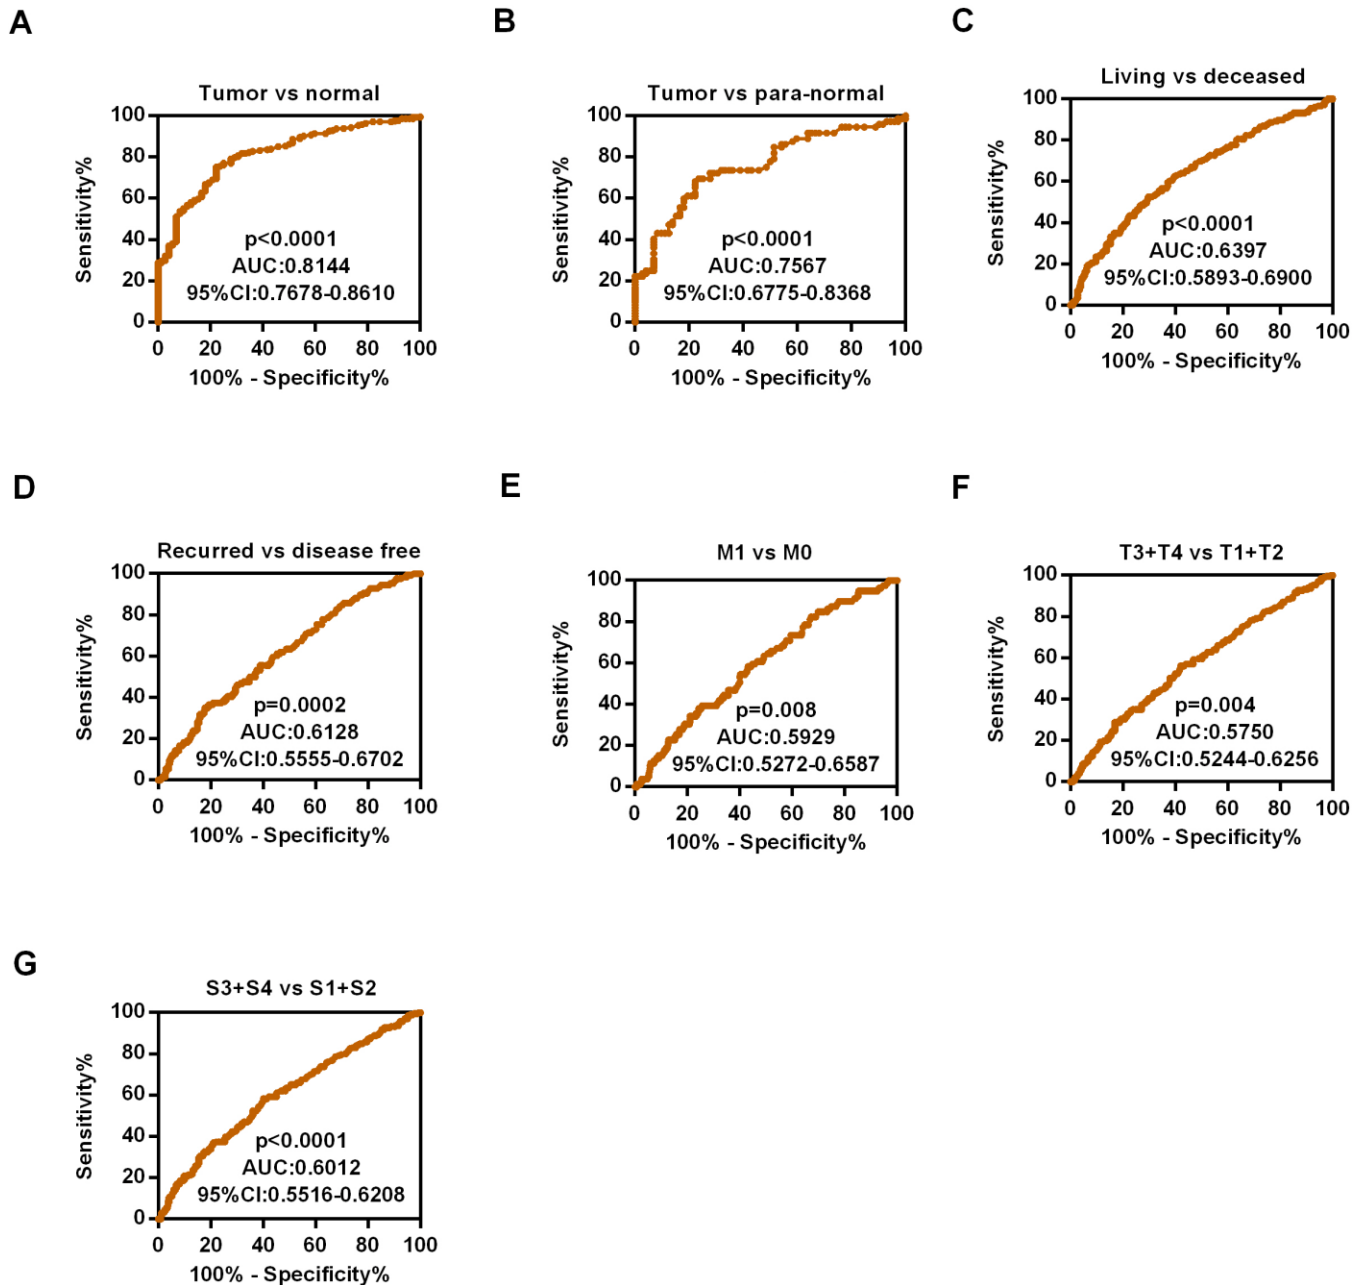 A
B
C
Tumor vs normal
Sensitivity%
100
80
60
40
20
0
p<0.0001
AUC:0.8144
95%CI:0.7678-0.8610
0 20 40 60 80 100
100% - Specificity%
Tumor vs para-normal
Sensitivity%
100
80
60
40
20
0
p<0.0001
AUC:0.7567
95%CI:0.6775-0.8368
0 20 40 60 80 100
100% - Specificity%
Living vs deceased
Sensitivity%
100
80
60
40
20
0
p<0.0001
AUC:0.6397
95%CI:0.5893-0.6900
0 20 40 60 80 100
100% - Specificity%
D
E
F
Recurred vs disease free
Sensitivity%
100
80
60
40
20
0
p=0.0002
AUC:0.6128
95%CI:0.5555-0.6702
0 20 40 60 80 100
100% - Specificity%
M1 vs M0
Sensitivity%
100
80
60
40
20
0
p=0.008
AUC:0.5929
95%CI:0.5272-0.6587
0 20 40 60 80 100
100% - Specificity%
T3+T4 vs T1+T2
Sensitivity%
100
80
60
40
20
0
p=0.004
AUC:0.5750
95%CI:0.5244-0.6256
0 20 40 60 80 100
100% - Specificity%
G
S3+S4 vs S1+S2
Sensitivity%
100
80
60
40
20
0
p<0.0001
AUC:0.6012
95%CI:0.5516-0.6208
0 20 40 60 80 100
100% - Specificity%